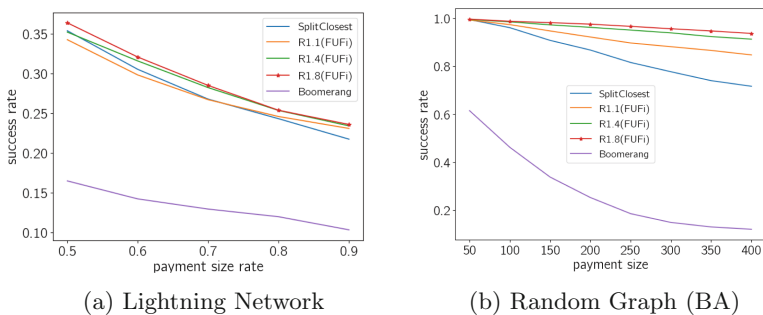 SplitClosest
R1.1(FUFi)
R1.4(FUFi)
R1.8(FUFi)
Boomerang
0.35
0.30
0.25
0.20
0.15
0.10
success rate
0.5 0.6 0.7 0.8 0.9
payment size rate
(a) Lightning Network
SplitClosest
R1.1(FUFi)
R1.4(FUFi)
R1.8(FUFi)
Boomerang
1.0
0.8
0.6
0.4
0.2
success rate
50 100 150 200 250 300 350 400
payment size
(b) Random Graph (BA)